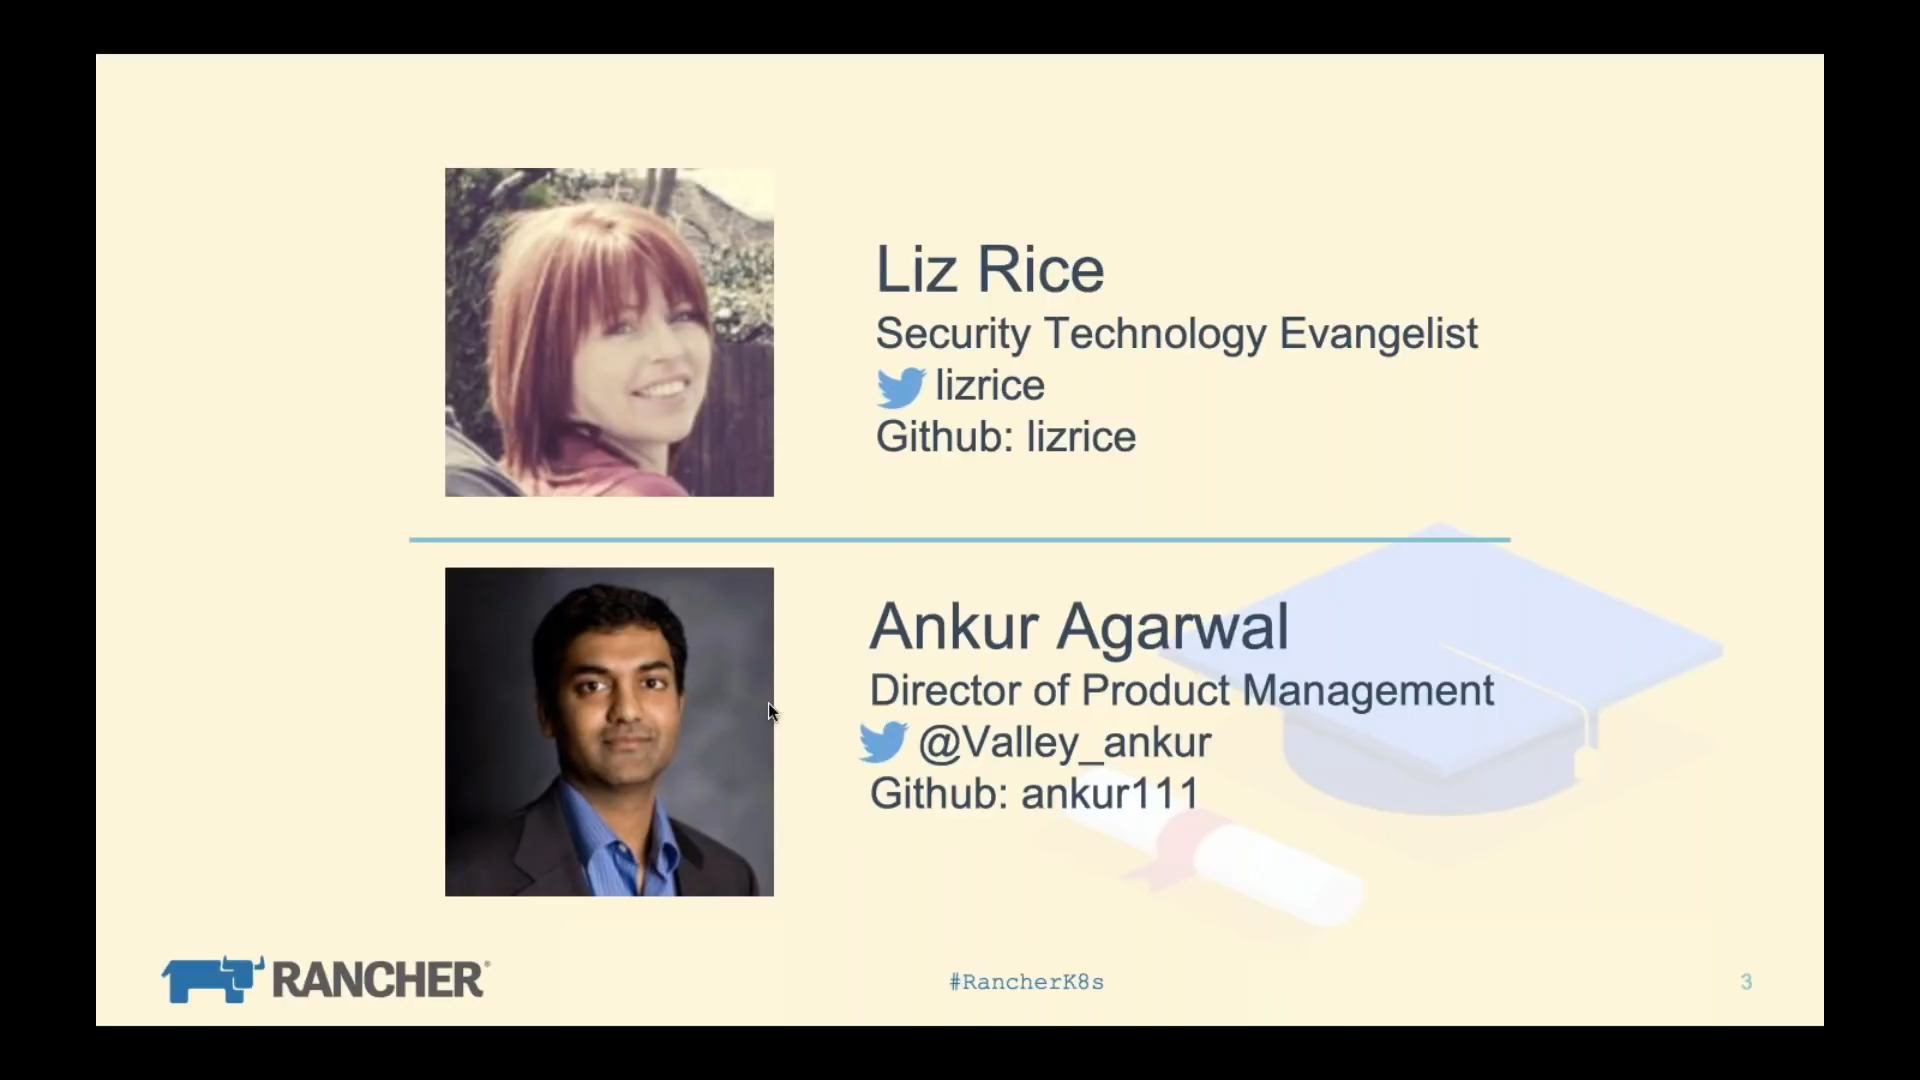 Liz Rice
Security Technology Evangelist
lizrice
Github: lizrice
Ankur Agarwal
Director of Product Management
@Valley_ankur
Github: ankur111
RANCHER®
#RancherK8s
3